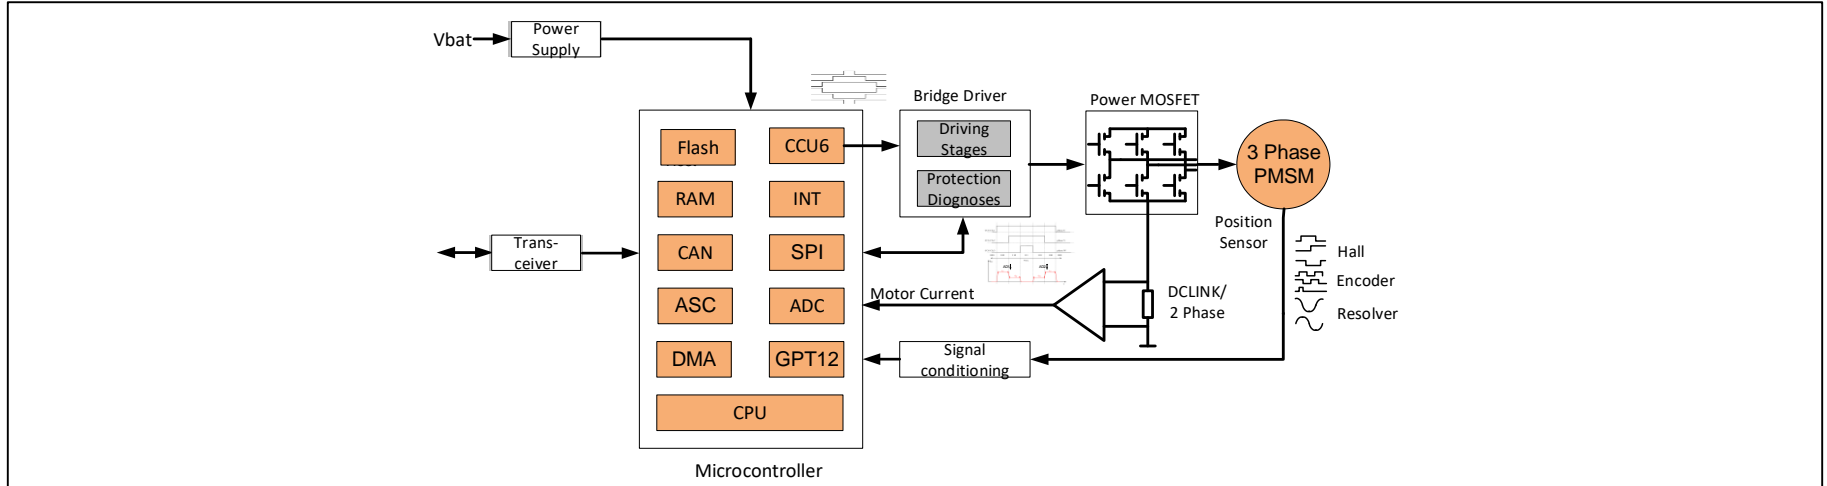 Vbat
Power
Supply
Bridge Driver
Power MOSFET
Flash
CCU6
Driving
Stages
3 Phase
PMSM
RAM
INT
Protection
Diognoses
Position
Sensor
Trans-
ceiver
CAN
SPI
Hall
Encoder
Resolver
ASC
ADC
Motor Current
DCLINK/
2 Phase
DMA
GPT12
Signal
conditioning
CPU
Microcontroller